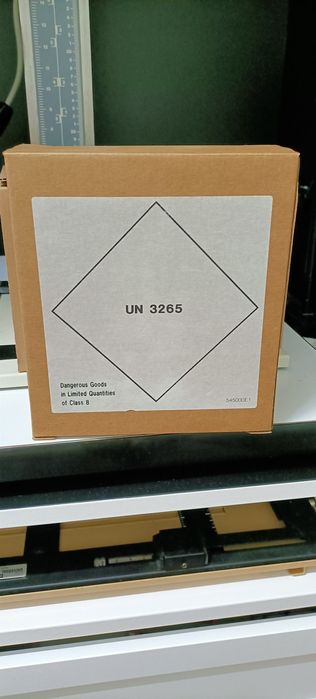 UN 3265
Dangerous Goods
in Limited Quantities
of Class 8
545000E1